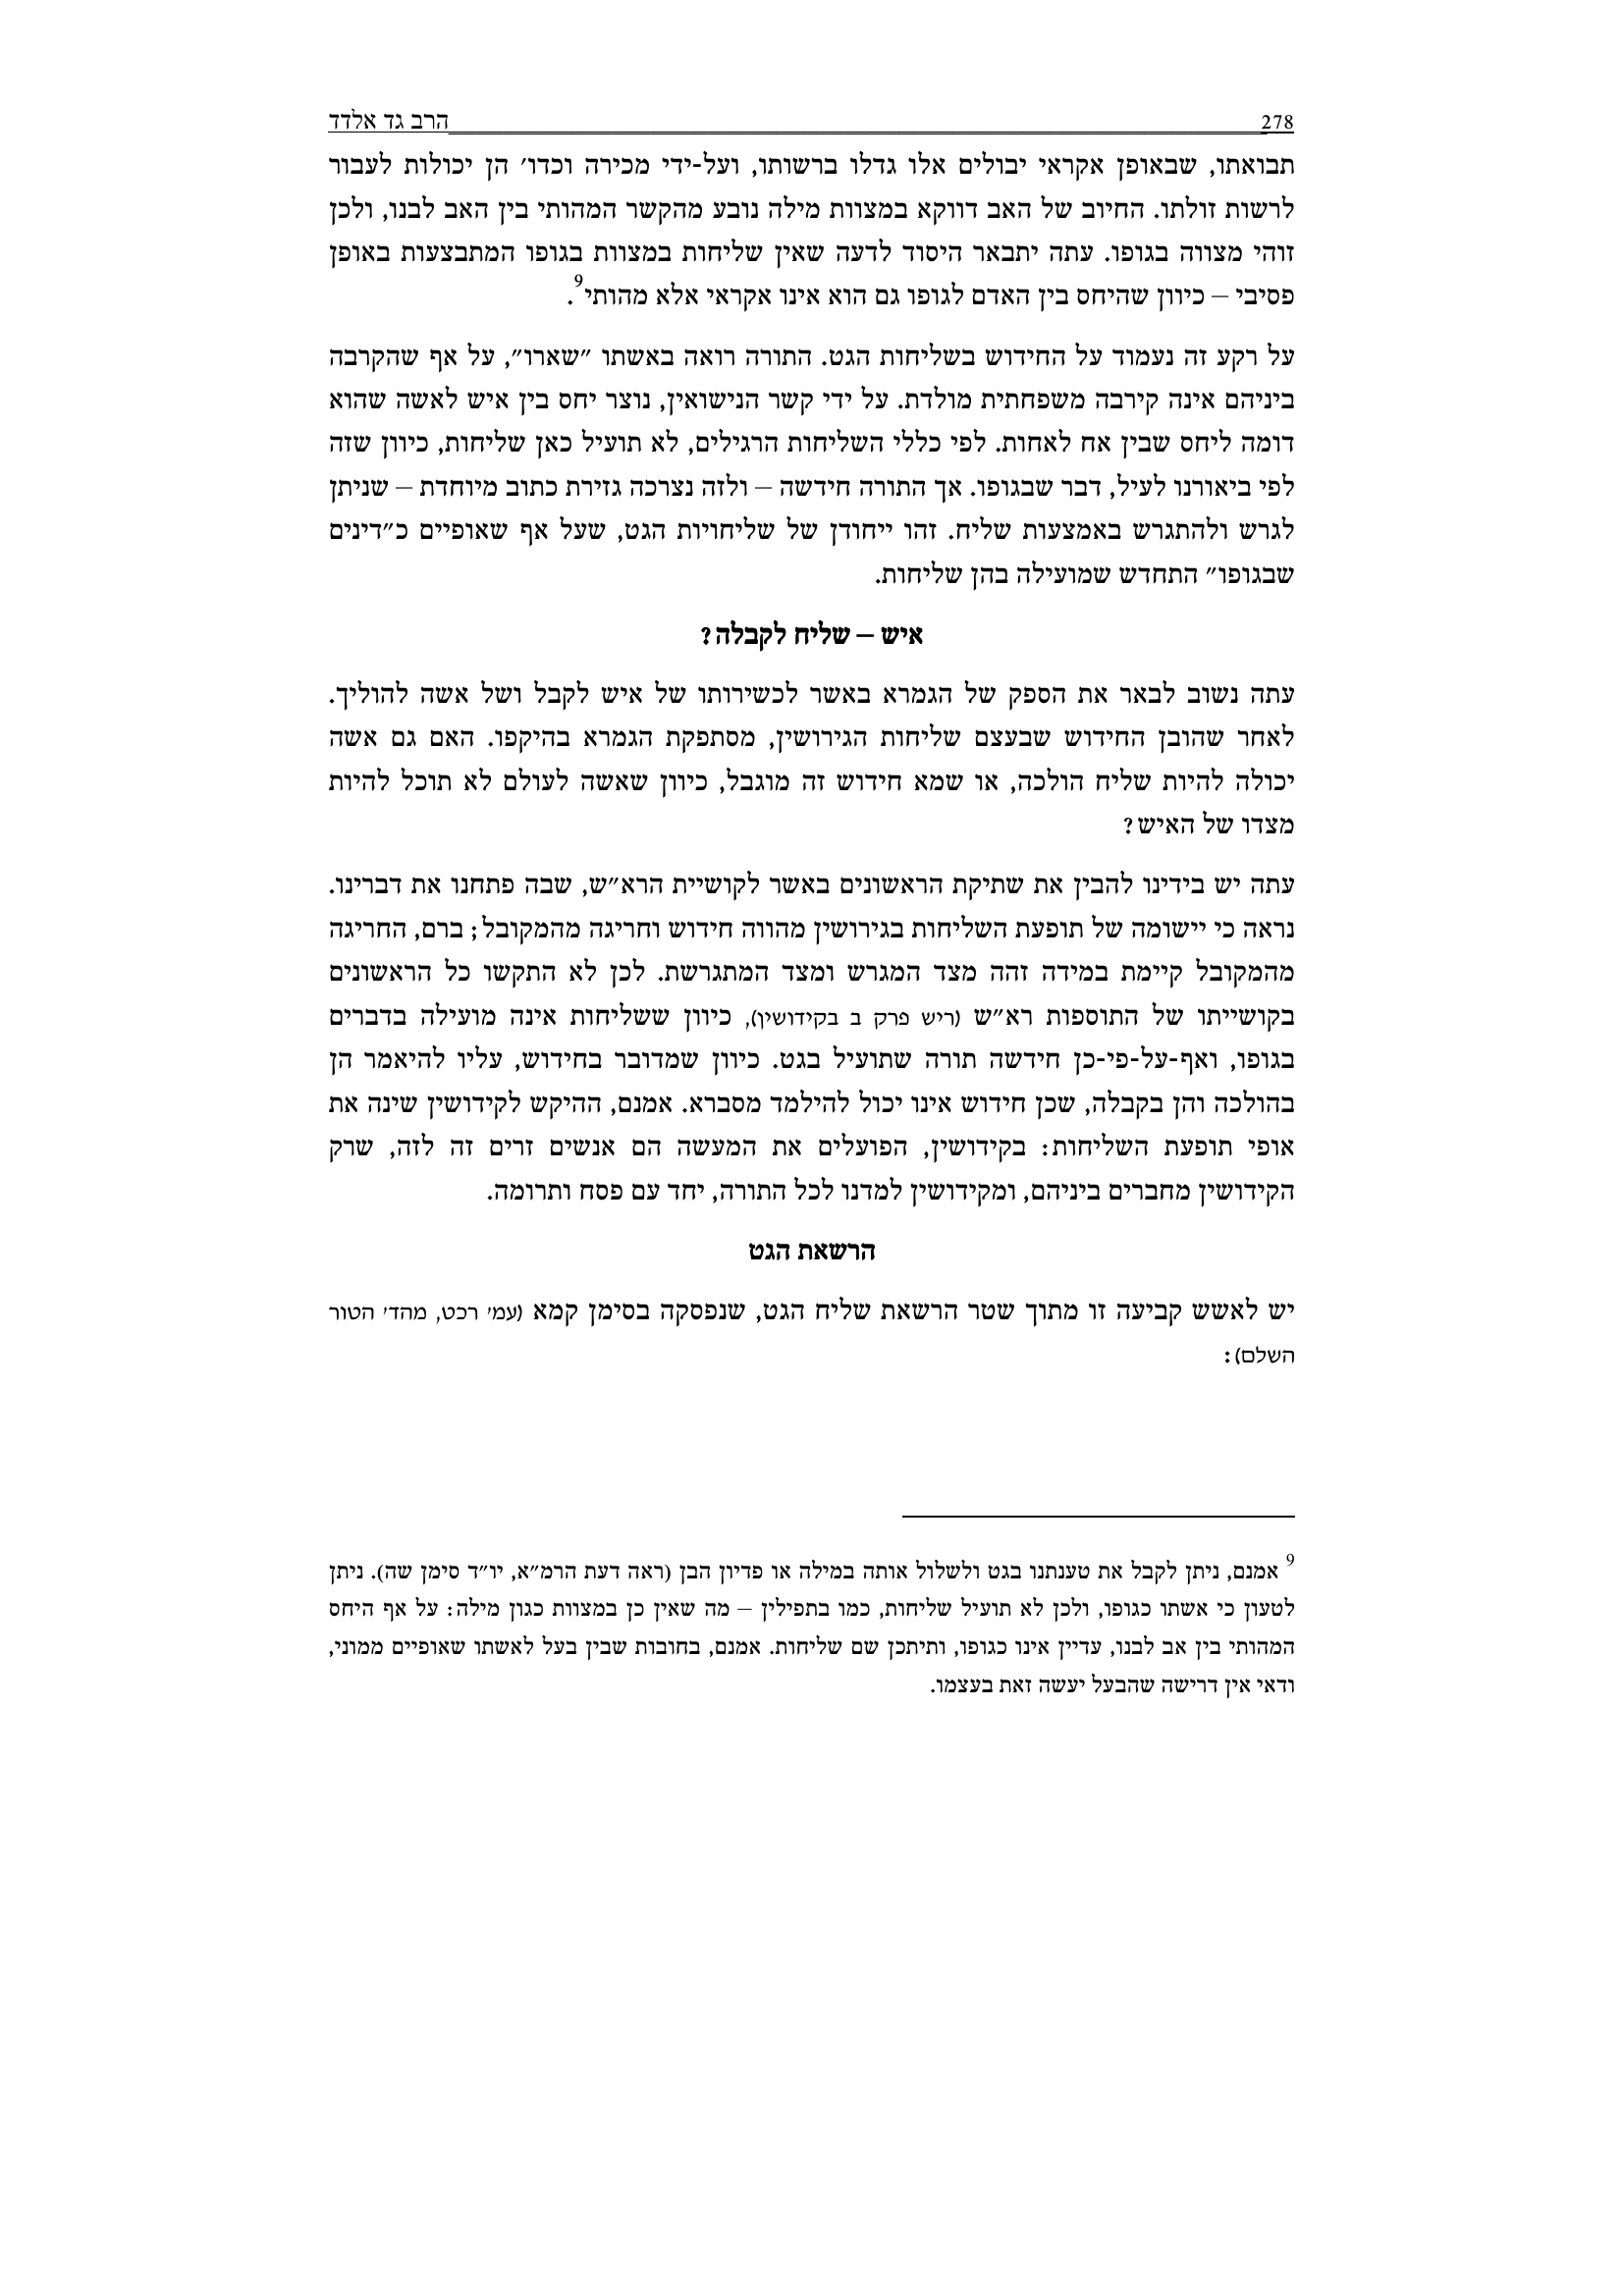 278 הרב גד אלדד
תבואתו, שבאופן אקראי יבולים אלו גדלו ברשותו, ועל-ידי מכירה וכדו׳ הן יכולות לעבור
לרשות זולתו. החיוב של האב דווקא במצוות מילה נובע מהקשר המהותי בין האב לבנו, ולכן
זוהי מצווה בגופו. עתה יתבאר היסוד לדעה שאין שליחות במצוות בגופו המתבצעות באופן
פסיבי – כיוון שהיחס בין האדם לגופו גם הוא אינו אקראי אלא מהותי9.
על רקע זה נעמוד על החידוש בשליחות הגט. התורה רואה באשתו ״שארו״, על אף שהקרבה
ביניהם אינה קירבה משפחתית מולדת. על ידי קשר הנישואין, נוצר יחס בין איש לאשה שהוא
דומה ליחס שבין אח לאחות. לפי כללי השליחות הרגילים, לא תועיל כאן שליחות, כיוון שזה
לפי ביאורנו לעיל, דבר שבגופו. אך התורה חידשה – ולזה נצרכה גזירת כתוב מיוחדת – שניתן
לגרש ולהתגרש באמצעות שליח. זהו ייחודן של שליחויות הגט, שעל אף שאופיים כ״דינים
שבגופו״ התחדש שמועילה בהן שליחות.
איש – שליח לקבלה?
עתה נשוב לבאר את הספק של הגמרא באשר לכשירותו של איש לקבל ושל אשה להוליך.
לאחר שהובן החידוש שבעצם שליחות הגירושין, מסתפקת הגמרא בהיקפו. האם גם אשה
יכולה להיות שליח הולכה, או שמא חידוש זה מוגבל, כיוון שאשה לעולם לא תוכל להיות
מצדו של האיש?
עתה יש בידינו להבין את שתיקת הראשונים באשר לקושיית הרא״ש, שבה פתחנו את דברינו.
נראה כי יישומה של תופעת השליחות בגירושין מהווה חידוש וחריגה מהמקובל; ברם, החריגה
מהמקובל קיימת במידה זהה מצד המגרש ומצד המתגרשת. לכן לא התקשו כל הראשונים
בקושייתו של התוספות רא״ש (ריש פרק ב בקידושין), כיוון ששליחות אינה מועילה בדברים
בגופו, ואף-על-פי-כן חידשה תורה שתועיל בגט. כיוון שמדובר בחידוש, עליו להיאמר הן
בהולכה והן בקבלה, שכן חידוש אינו יכול להילמד מסברא. אמנם, ההיקש לקידושין שינה את
אופי תופעת השליחות: בקידושין, הפועלים את המעשה הם אנשים זרים זה לזה, שרק
הקידושין מחברים ביניהם, ומקידושין למדנו לכל התורה, יחד עם פסח ותרומה.
הרשאת הגט
יש לאשש קביעה זו מתוך שטר הרשאת שליח הגט, שנפסקה בסימן קמא (עמ׳ רכט, מהד׳ הטור
השלם):
9 אמנם, ניתן לקבל את טענתנו בגט ולשלול אותה במילה או פדיון הבן (ראה דעת הרמ״א, יו״ד סימן שה). ניתן
לטעון כי אשתו כגופו, ולכן לא תועיל שליחות, כמו בתפילין – מה שאין כן במצוות כגון מילה: על אף היחס
המהותי בין אב לבנו, עדיין אינו כגופו, ותיתכן שם שליחות. אמנם, בחובות שבין בעל לאשתו שאופיים ממוני,
ודאי אין דרישה שהבעל יעשה זאת בעצמו.